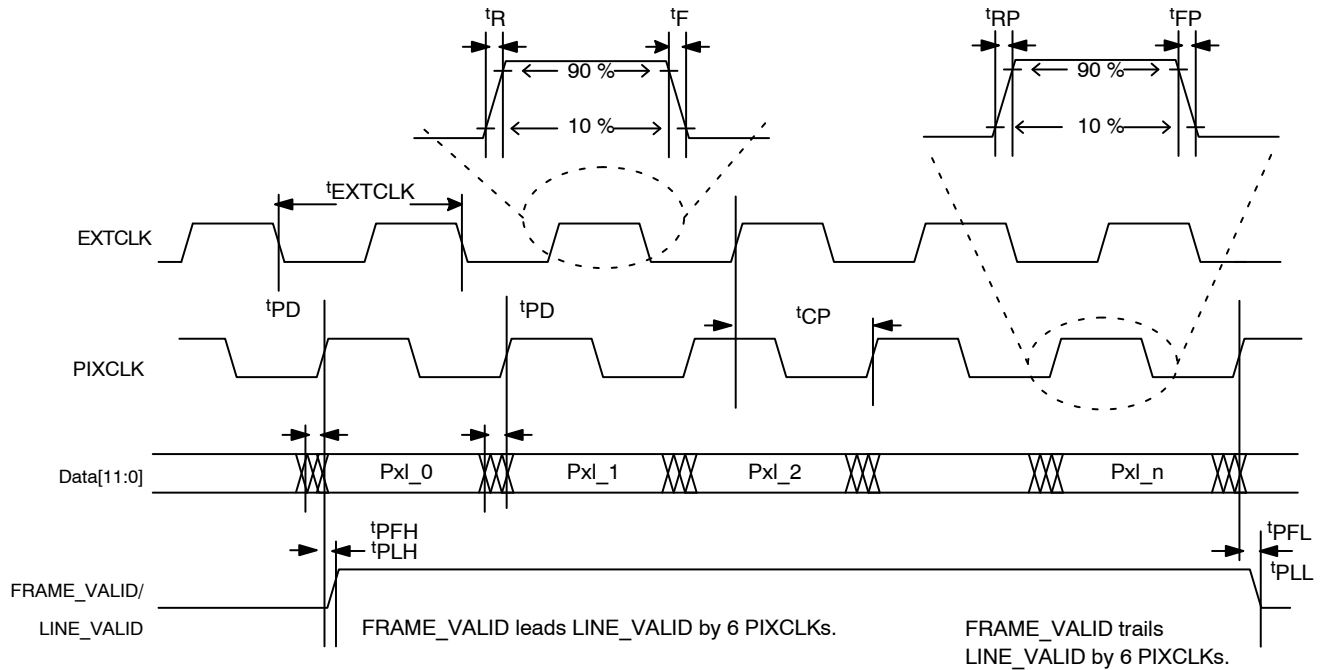 tR
tF
tRP
tFP
90 %
90 %
10 %
10 %
tEXTCLK
EXTCLK
tPD
tPD
tCP
PIXCLK
Data[11:0]
Pxl_0
Pxl_1
Pxl_2
Pxl_n
tPFH
tPLH
tPFL
tPLL
FRAME_VALID/
LINE_VALID
FRAME_VALID leads LINE_VALID by 6 PIXCLKs.
FRAME_VALID trails
LINE_VALID by 6 PIXCLKs.